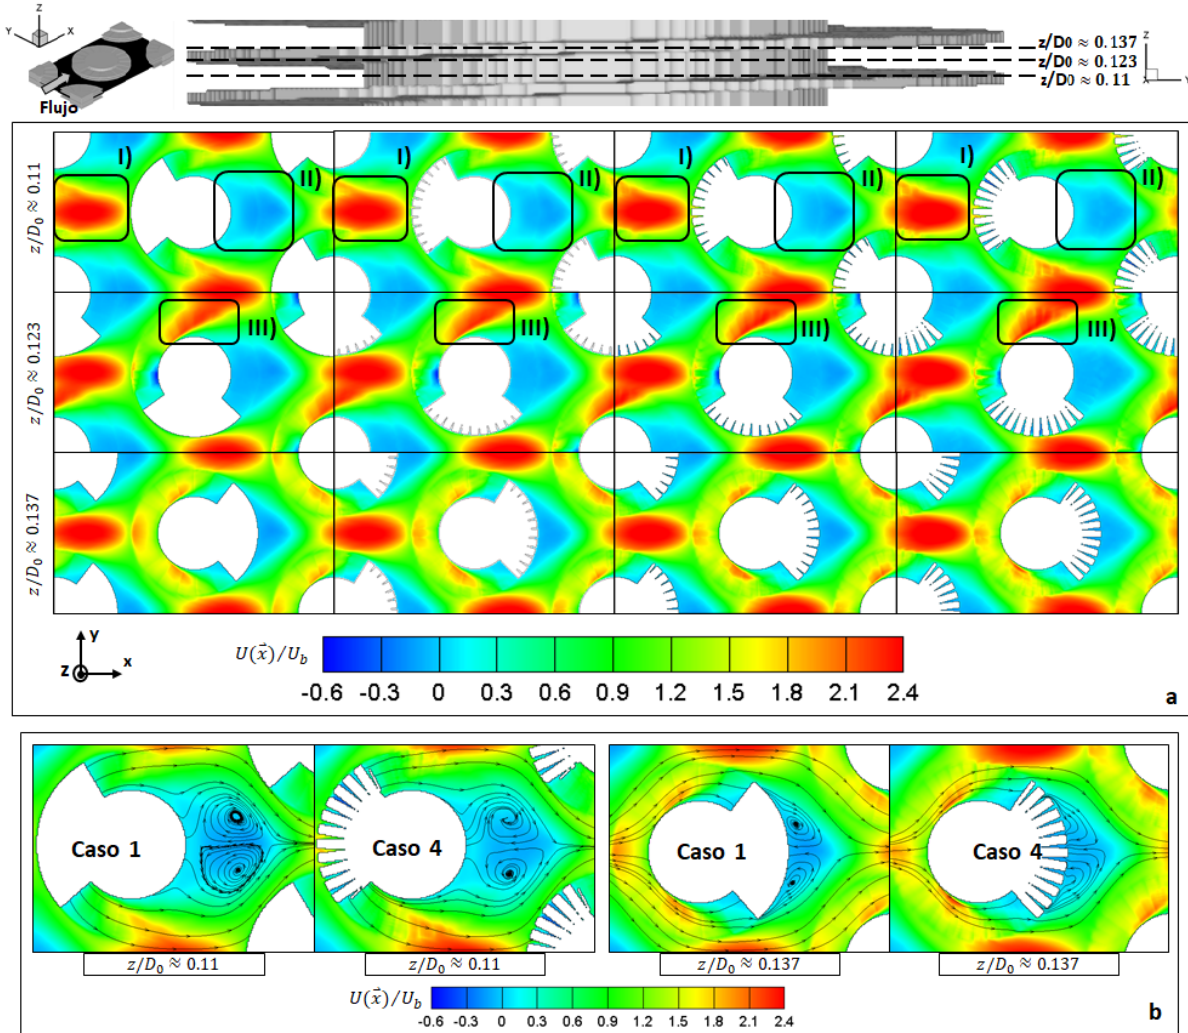 Z
Y
X
Flujo
z/D0 ≈ 0.137
z/D0 ≈ 0.123
z/D0 ≈ 0.11
Z
X
Y
z/D₀ ≈ 0.11
I)
II)
I)
II)
I)
II)
I)
II)
z/D₀ ≈ 0.123
III)
III)
III)
III)
z/D₀ ≈ 0.137
y
z
x
U(x⃗)/U_b
-0.6 -0.3 0 0.3 0.6 0.9 1.2 1.5 1.8 2.1 2.4
a
Caso 1
Caso 4
Caso 1
Caso 4
z/D₀ ≈ 0.11
z/D₀ ≈ 0.11
z/D₀ ≈ 0.137
z/D₀ ≈ 0.137
U(x⃗)/U_b
-0.6 -0.3 0 0.3 0.6 0.9 1.2 1.5 1.8 2.1 2.4
b